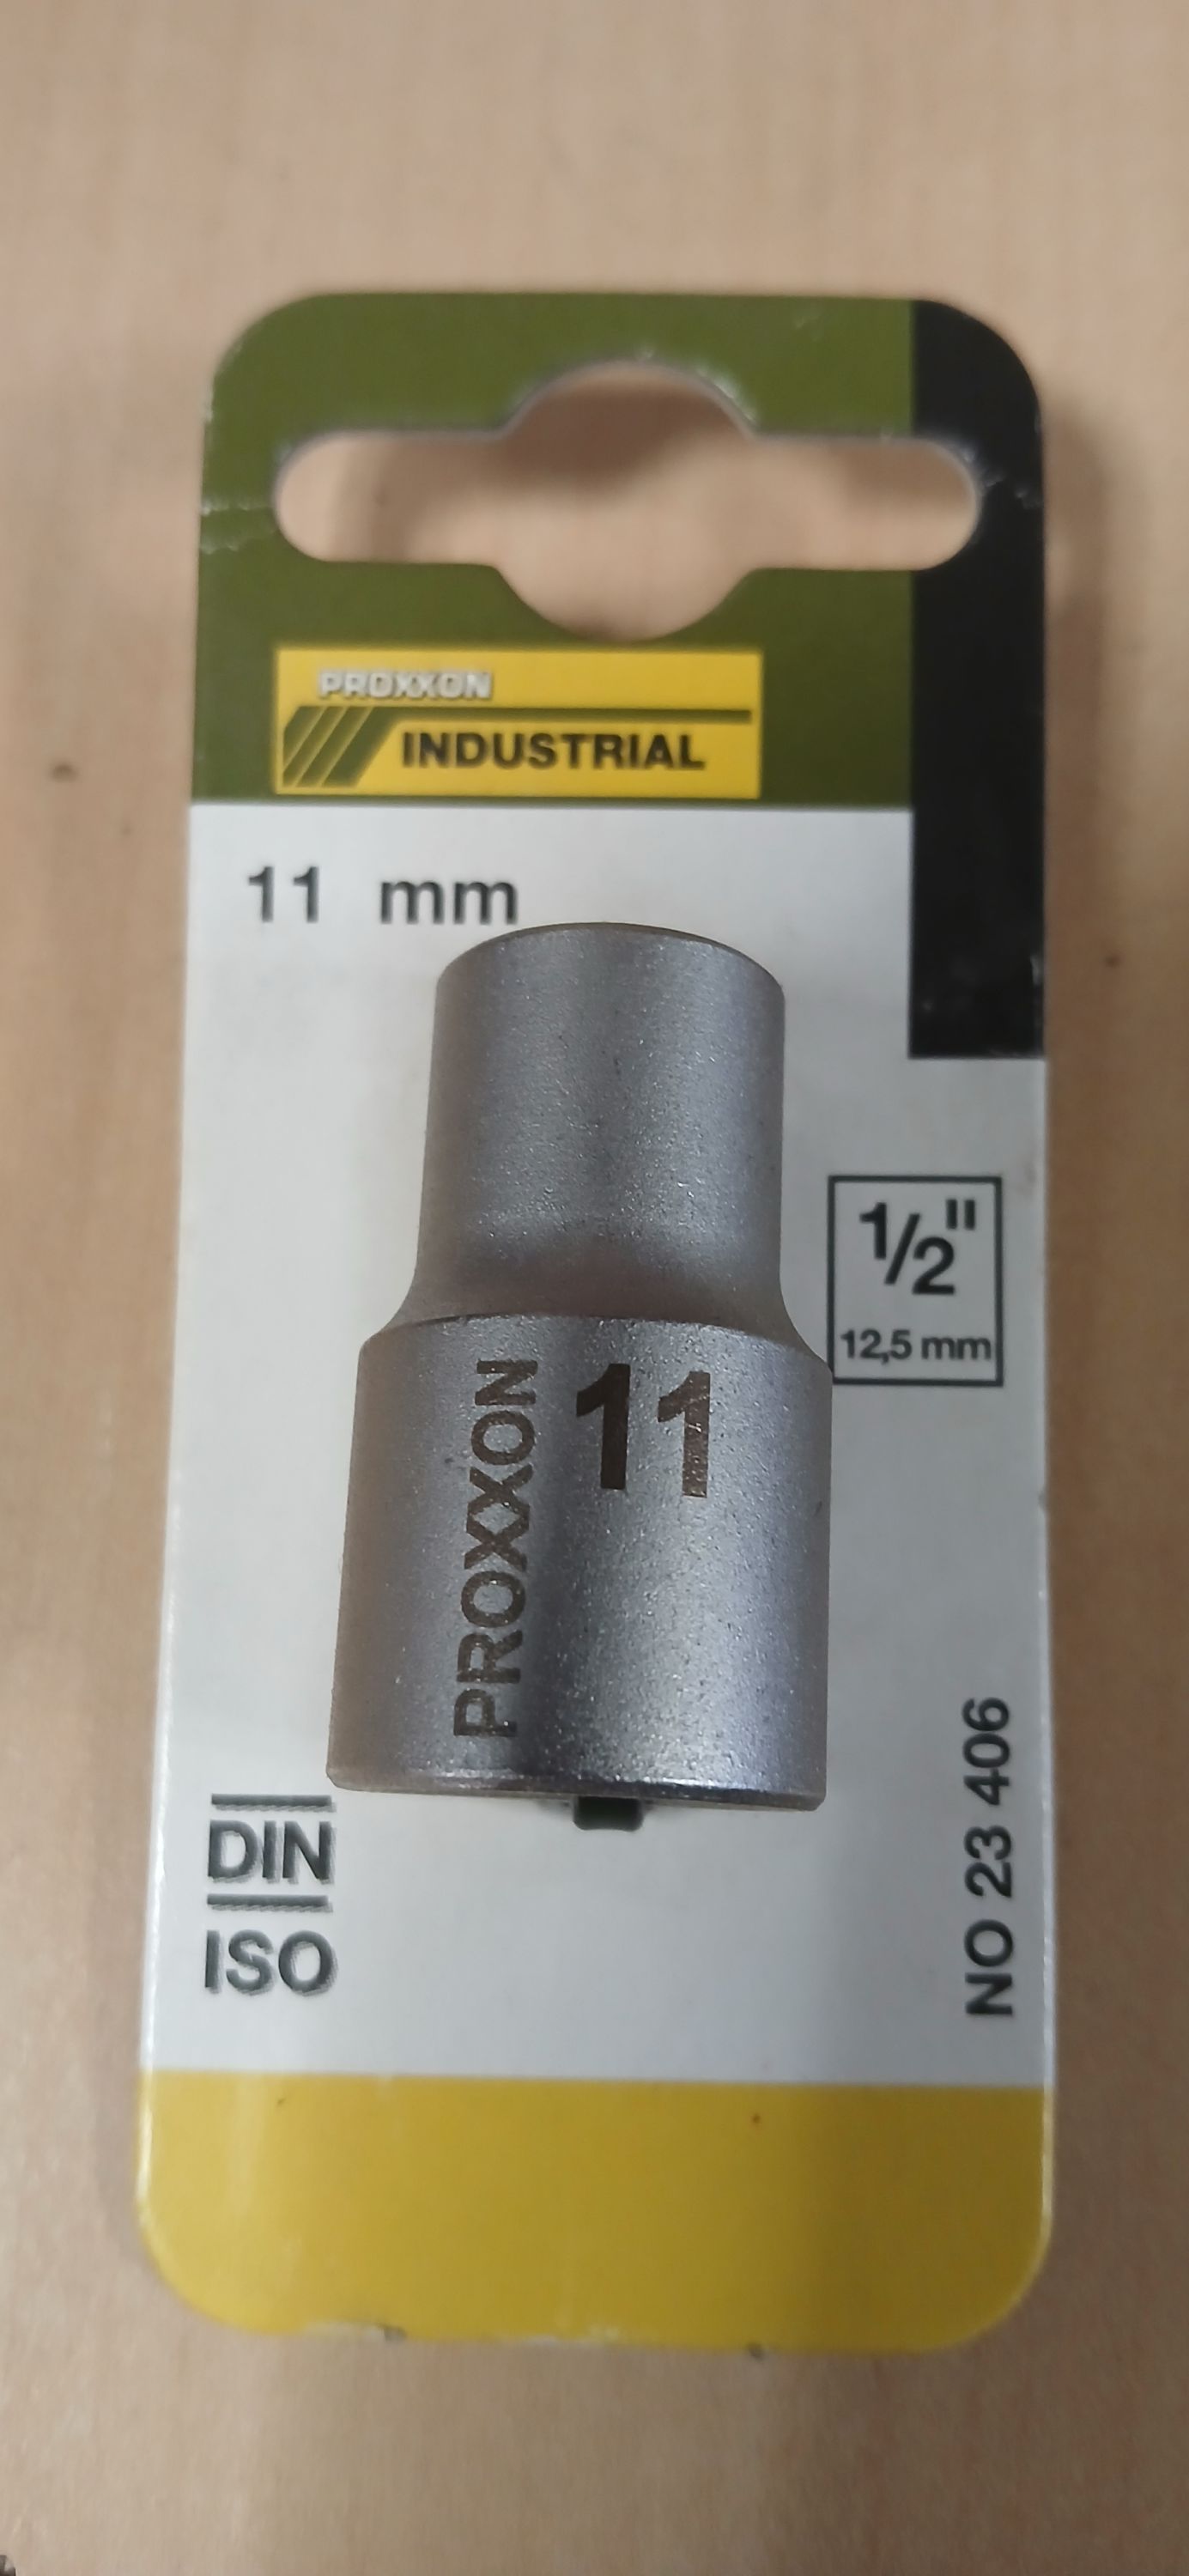 PROXXON
INDUSTRIAL
11 mm
1/2"
12,5 mm
PROXXON
11
DIN
ISO
NO 23 406